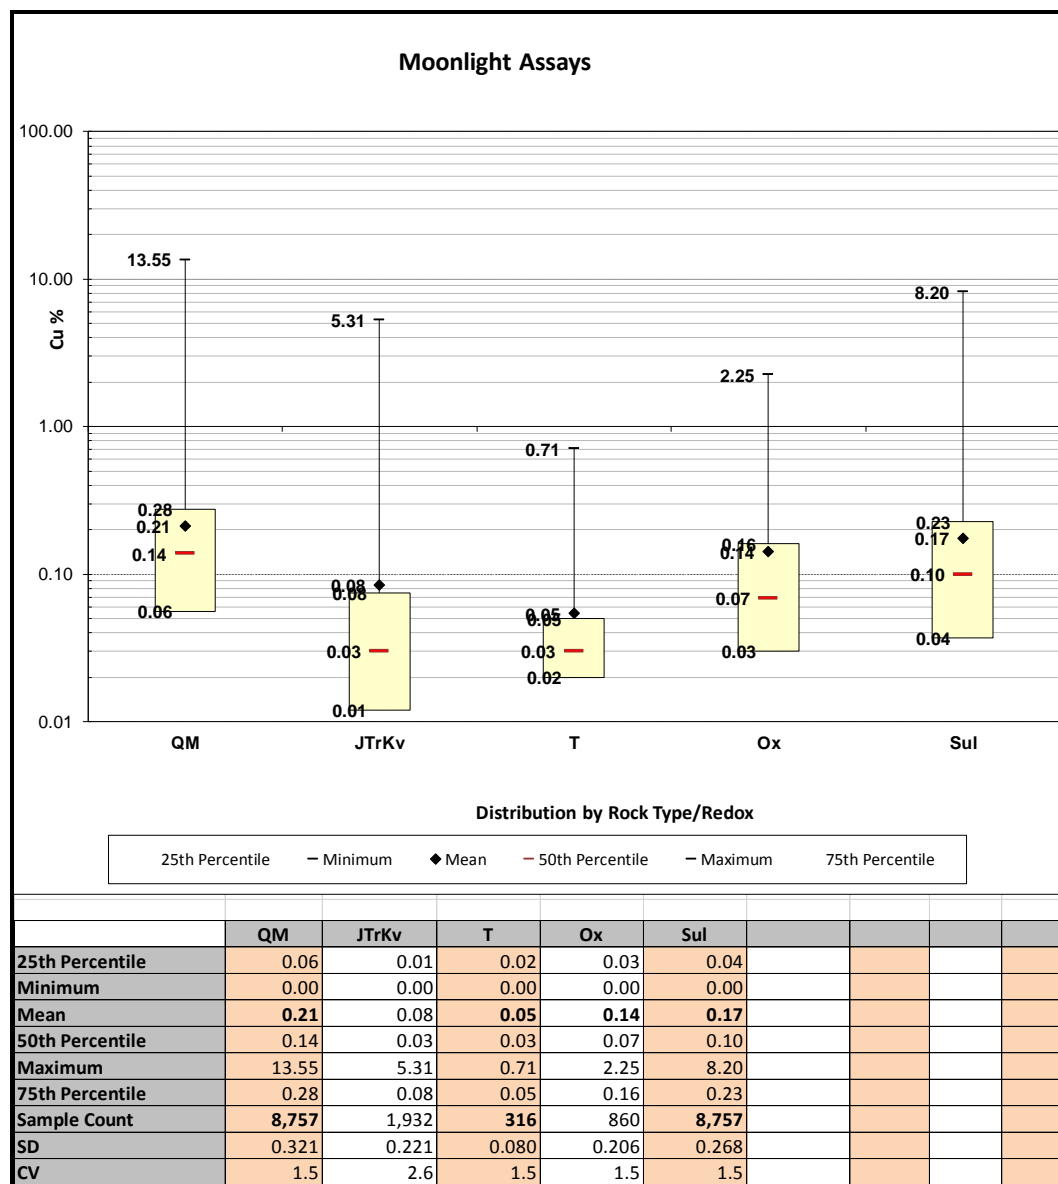 Moonlight Assays
100.00
10.00
1.00
0.10
0.01
Cu %
13.55
0.28
0.21
0.14
0.06
5.31
0.08
0.08
0.03
0.01
0.71
0.05
0.05
0.03
0.02
2.25
0.16
0.14
0.07
0.03
8.20
0.23
0.17
0.10
0.04
QM JTrKv T Ox Sul
Distribution by Rock Type/Redox
25th Percentile Minimum Mean 50th Percentile Maximum 75th Percentile
QM JTrKv T Ox Sul
25th Percentile 0.06 0.01 0.02 0.03 0.04
Minimum 0.00 0.00 0.00 0.00 0.00
Mean 0.21 0.08 0.05 0.14 0.17
50th Percentile 0.14 0.03 0.03 0.07 0.10
Maximum 13.55 5.31 0.71 2.25 8.20
75th Percentile 0.28 0.08 0.05 0.16 0.23
Sample Count 8,757 1,932 316 860 8,757
SD 0.321 0.221 0.080 0.206 0.268
CV 1.5 2.6 1.5 1.5 1.5